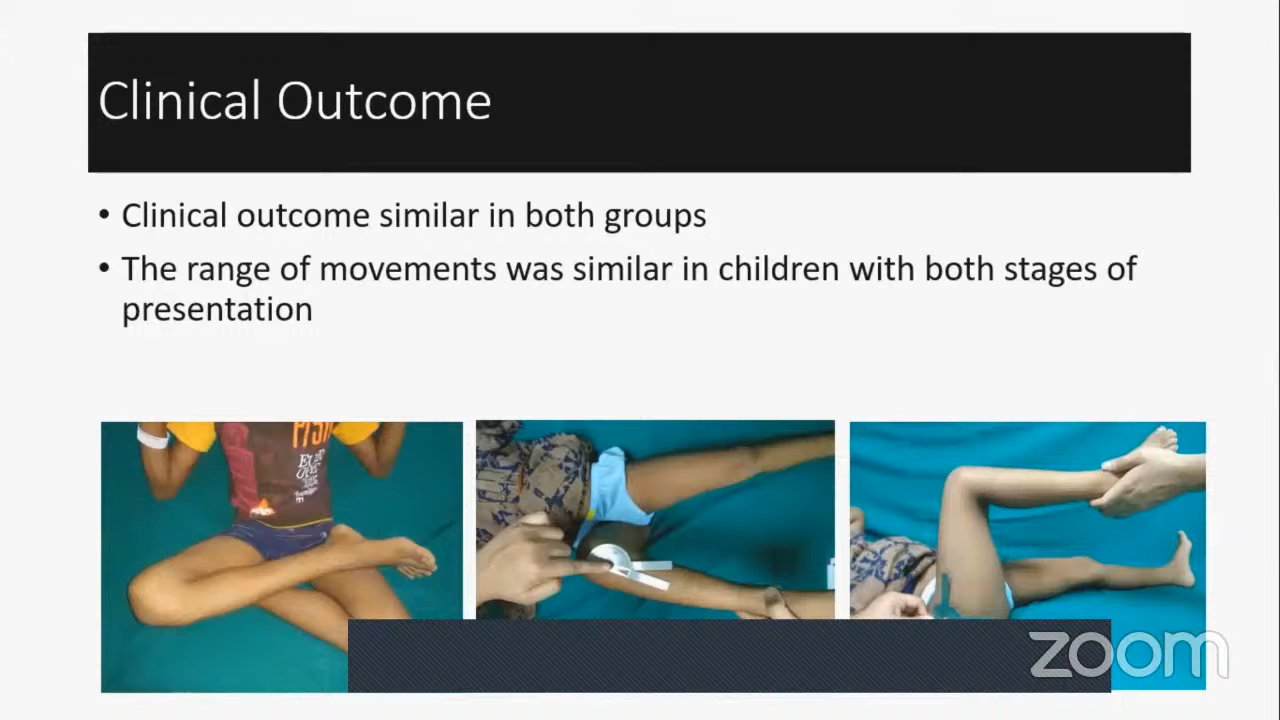 Clinical Outcome
• Clinical outcome similar in both groups
• The range of movements was similar in children with both stages of
presentation
zoom